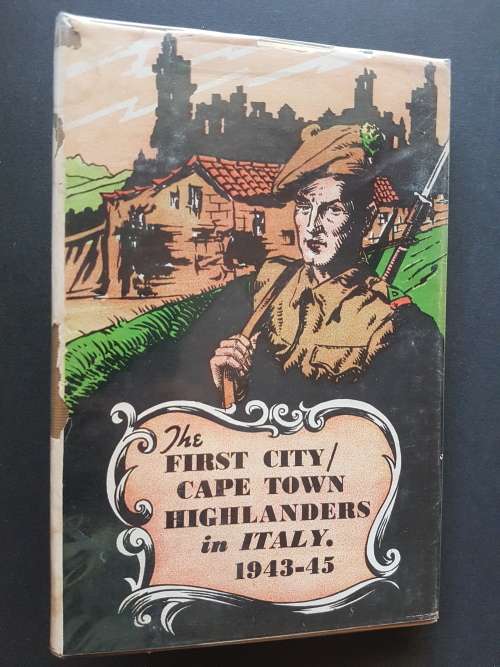 The
FIRST CITY/
CAPE TOWN
HIGHLANDERS
in ITALY.
1943-45